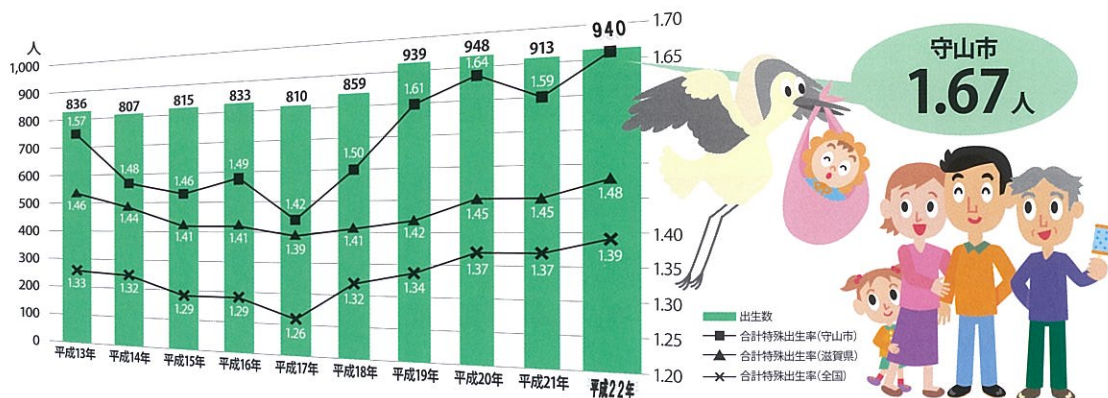 人
1,000
900
800
700
600
500
400
300
200
100
0
836 807 815 833 810 859 939 948 913 940
1.57 1.48 1.46 1.49 1.42 1.50 1.61 1.64 1.59
1.46 1.44 1.41 1.41 1.39 1.41 1.42 1.45 1.45 1.48
1.33 1.32 1.29 1.29 1.26 1.32 1.34 1.37 1.37 1.39
平成13年 平成14年 平成15年 平成16年 平成17年 平成18年 平成19年 平成20年 平成21年 平成22年
1.70
1.65
1.40
1.35
1.30
1.25
1.20
守山市
1.67人
出生数
合計特殊出生率(守山市)
合計特殊出生率(滋賀県)
合計特殊出生率(全国)